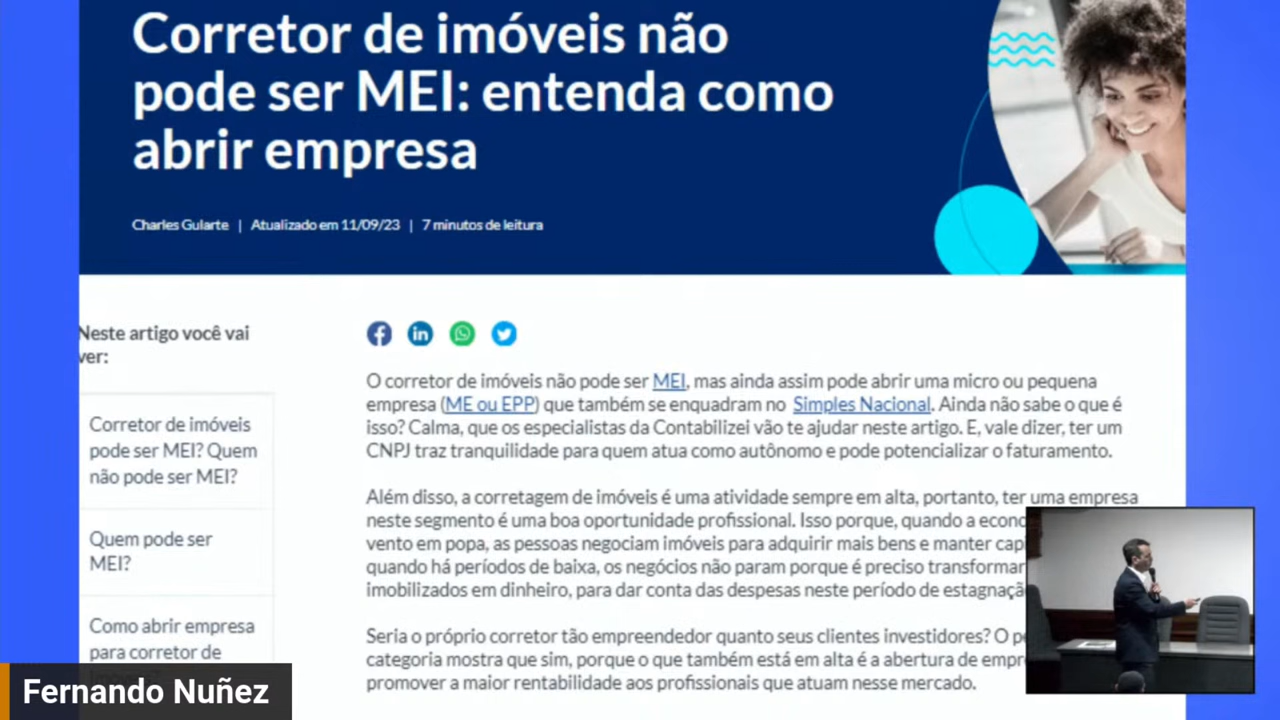 Corretor de imóveis não
pode ser MEI: entenda como
abrir empresa
Charles Gularte | Atualizado em 11/09/23 | 7 minutos de leitura
Neste artigo você vai
ver:
Corretor de imóveis
pode ser MEI? Quem
não pode ser MEI?
Quem pode ser
MEI?
Como abrir empresa
para corretor de
O corretor de imóveis não pode ser MEI, mas ainda assim pode abrir uma micro ou pequena
empresa (ME ou EPP) que também se enquadram no Simples Nacional. Ainda não sabe o que é
isso? Calma, que os especialistas da Contabilizei vão te ajudar neste artigo. E, vale dizer, ter um
CNPJ traz tranquilidade para quem atua como autônomo e pode potencializar o faturamento.
Além disso, a corretagem de imóveis é uma atividade sempre em alta, portanto, ter uma empresa
neste segmento é uma boa oportunidade profissional. Isso porque, quando a econo
vento em popa, as pessoas negociam imóveis para adquirir mais bens e manter cap
quando há períodos de baixa, os negócios não param porque é preciso transformar
imobilizados em dinheiro, para dar conta das despesas neste período de estagnaçã
Seria o próprio corretor tão empreendedor quanto seus clientes investidores? O pe
categoria mostra que sim, porque o que também está em alta é a abertura de empr
promover a maior rentabilidade aos profissionais que atuam nesse mercado.
Fernando Nuñez